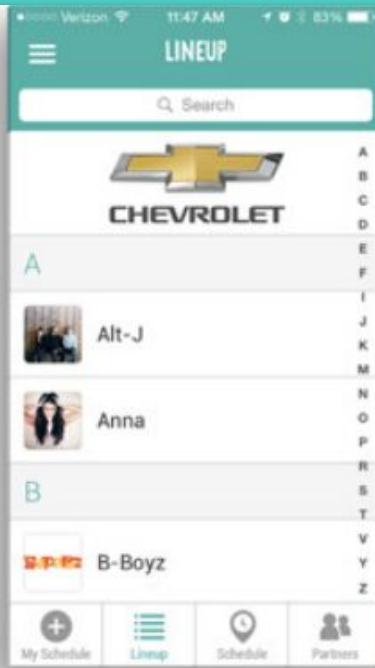 Verizon 11:47 AM 83%
LINEUP
Search
CHEVROLET
A
Alt-J
Anna
B
B-Boyz
A
B
C
D
E
F
I
J
K
M
N
O
P
R
S
T
V
Y
Z
My Schedule Lineup Schedule Partners